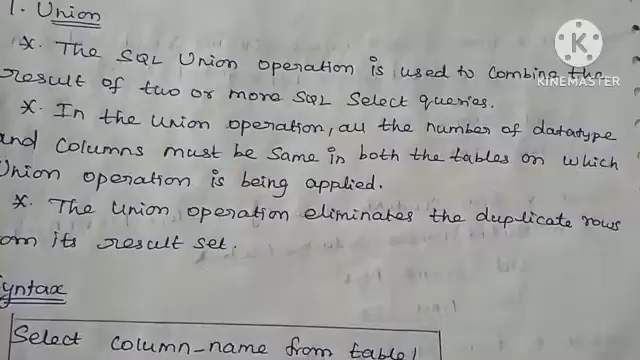 1. Union
*. The SQL Union operation is used to combine the
result of two or more SQL Select queries.
*. In the union operation, all the number of datatype
and columns must be same in both the tables on which
Union operation is being applied.
*. The union operation eliminates the duplicate rows
om its result set.
Syntax
Select column_name from table1
K
KINEMASTER